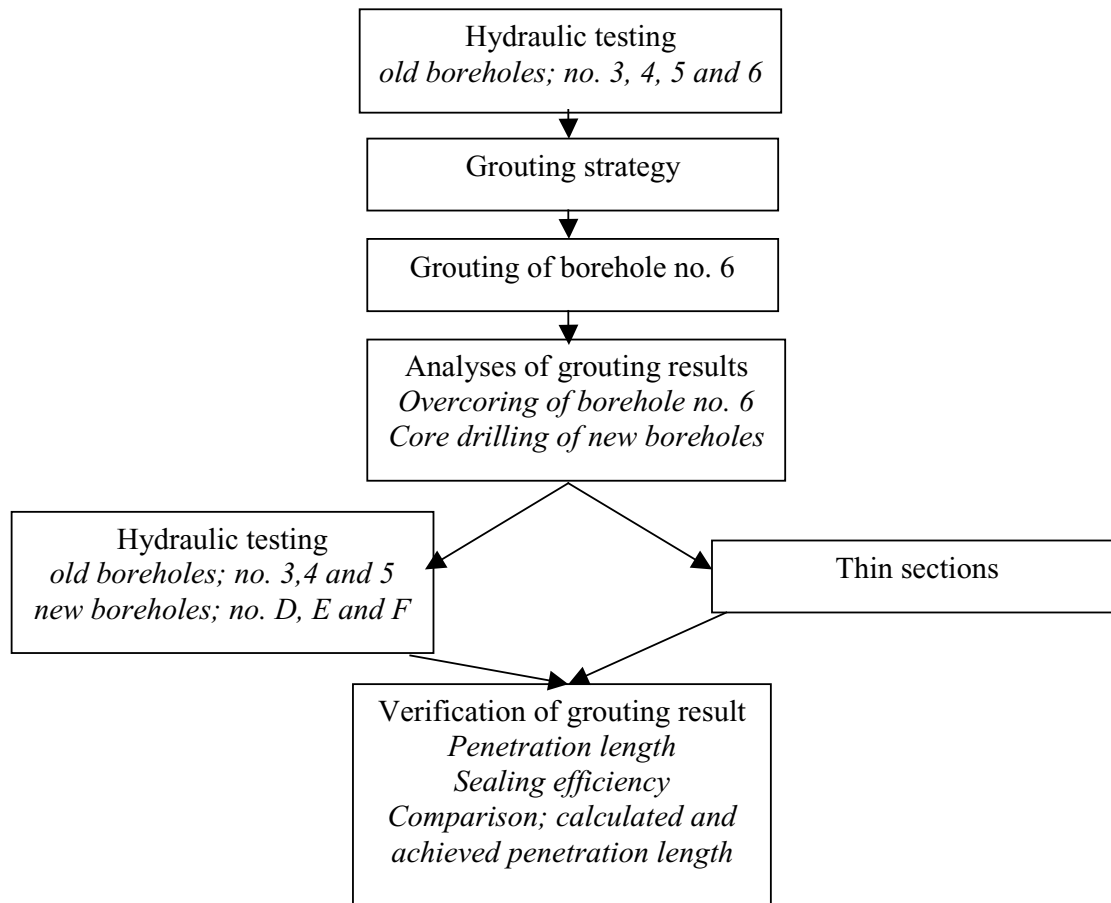 Hydraulic testing
old boreholes; no. 3, 4, 5 and 6
Grouting strategy
Grouting of borehole no. 6
Analyses of grouting results
Overcoring of borehole no. 6
Core drilling of new boreholes
Hydraulic testing
old boreholes; no. 3,4 and 5
new boreholes; no. D, E and F
Thin sections
Verification of grouting result
Penetration length
Sealing efficiency
Comparison; calculated and
achieved penetration length